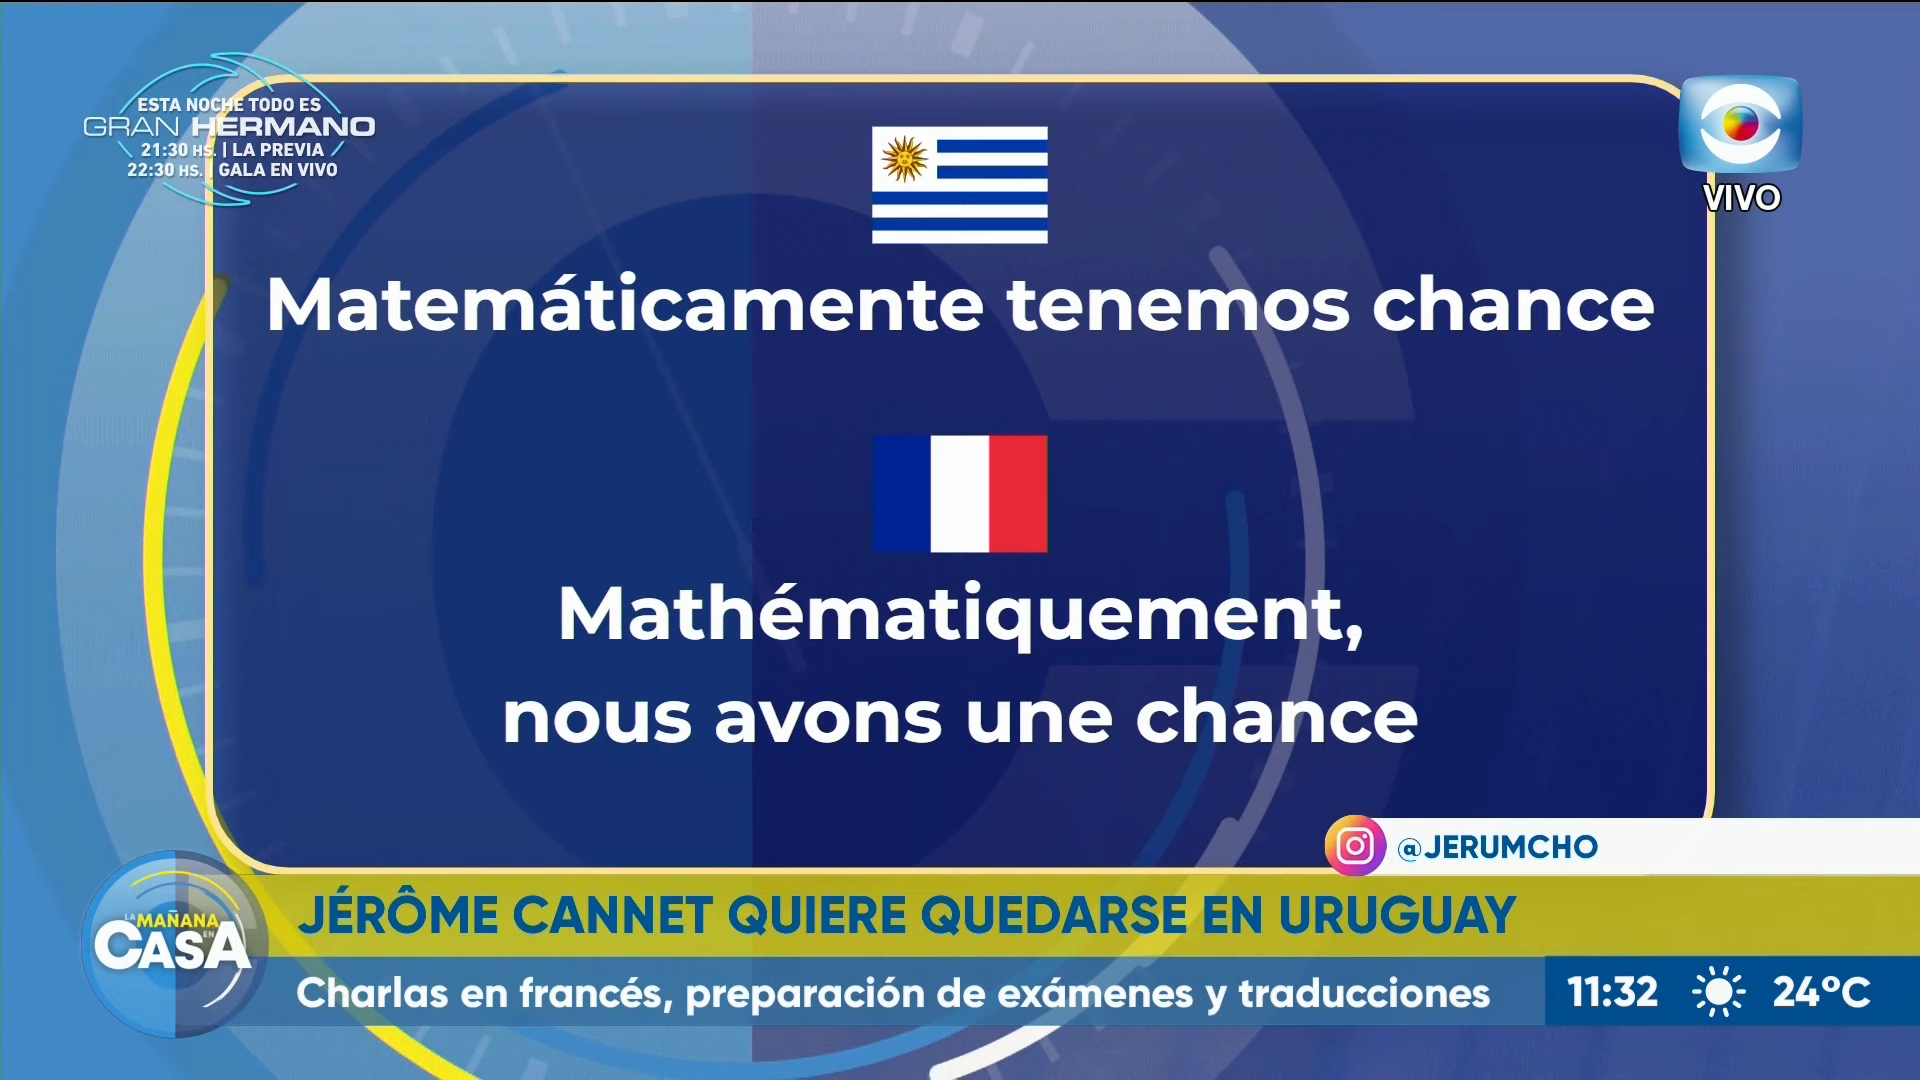 ESTA NOCHE TODO ES
GRAN HERMANO
21:30 HS. | LA PREVIA
22:30 HS. | GALA EN VIVO
VIVO
Matemáticamente tenemos chance
Mathématiquement,
nous avons une chance
@JERUMCHO
LA MAÑANA EN CASA
JÉRÔME CANNET QUIERE QUEDARSE EN URUGUAY
Charlas en francés, preparación de exámenes y traducciones
11:32 24°C